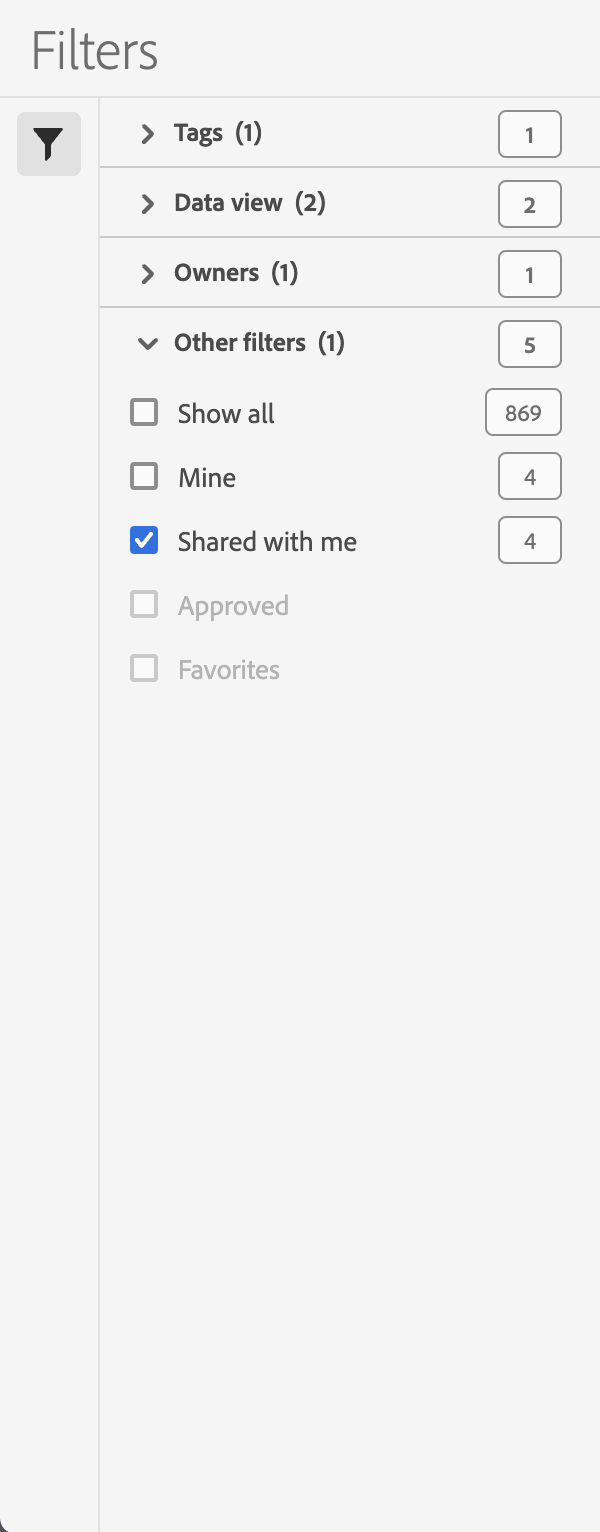 Filters
Tags (1) 1
Data view (2) 2
Owners (1) 1
Other filters (1) 5
Show all 869
Mine 4
Shared with me 4
Approved
Favorites